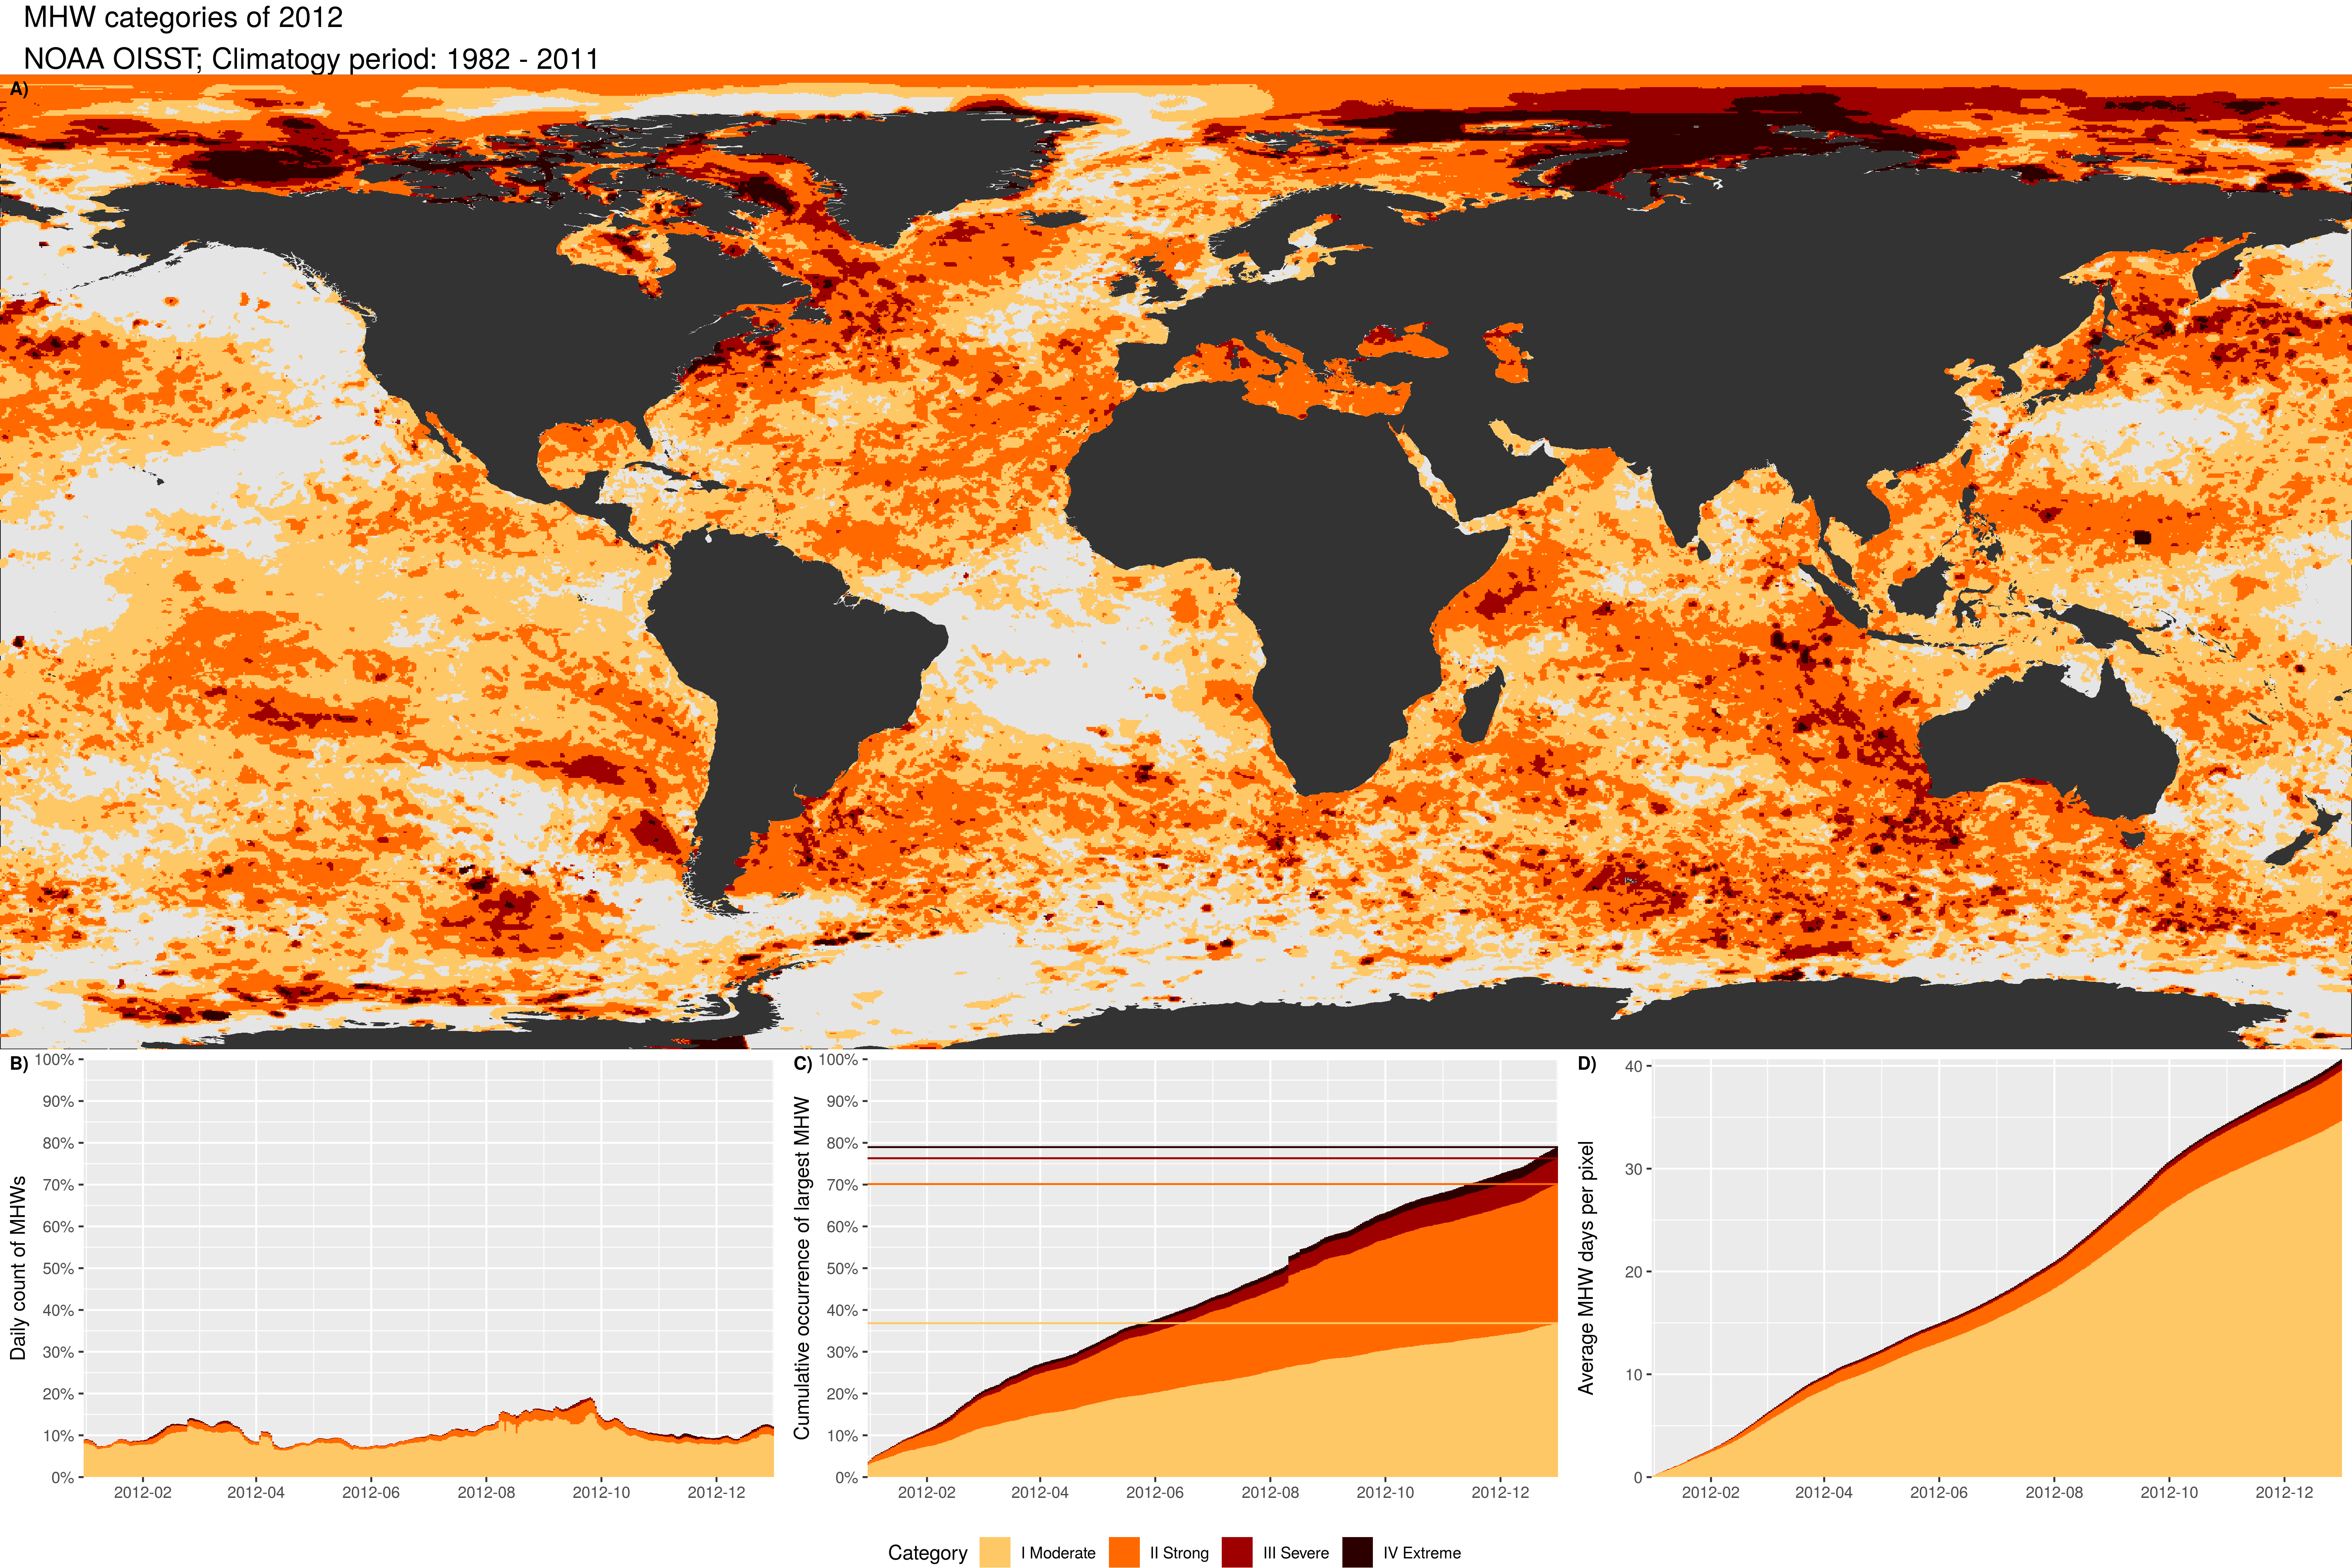 MHW categories of 2012
NOAA OISST; Climatogy period: 1982 - 2011
A)
B)
Daily count of MHWs
100%
90%
80%
70%
60%
50%
40%
30%
20%
10%
0%
2012-02 2012-04 2012-06 2012-08 2012-10 2012-12
C)
Cumulative occurrence of largest MHW
100%
90%
80%
70%
60%
50%
40%
30%
20%
10%
0%
2012-02 2012-04 2012-06 2012-08 2012-10 2012-12
D)
Average MHW days per pixel
40
30
20
10
0
2012-02 2012-04 2012-06 2012-08 2012-10 2012-12
Category I Moderate II Strong III Severe IV Extreme